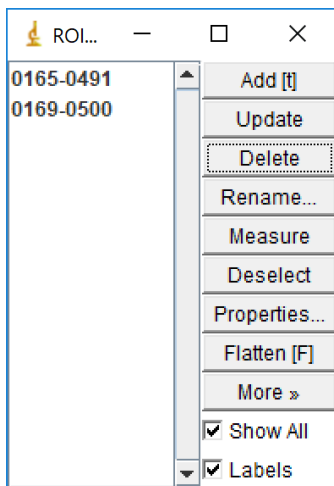 ROI...
0165-0491
0169-0500
Add [t]
Update
Delete
Rename...
Measure
Deselect
Properties...
Flatten [F]
More »
Show All
Labels